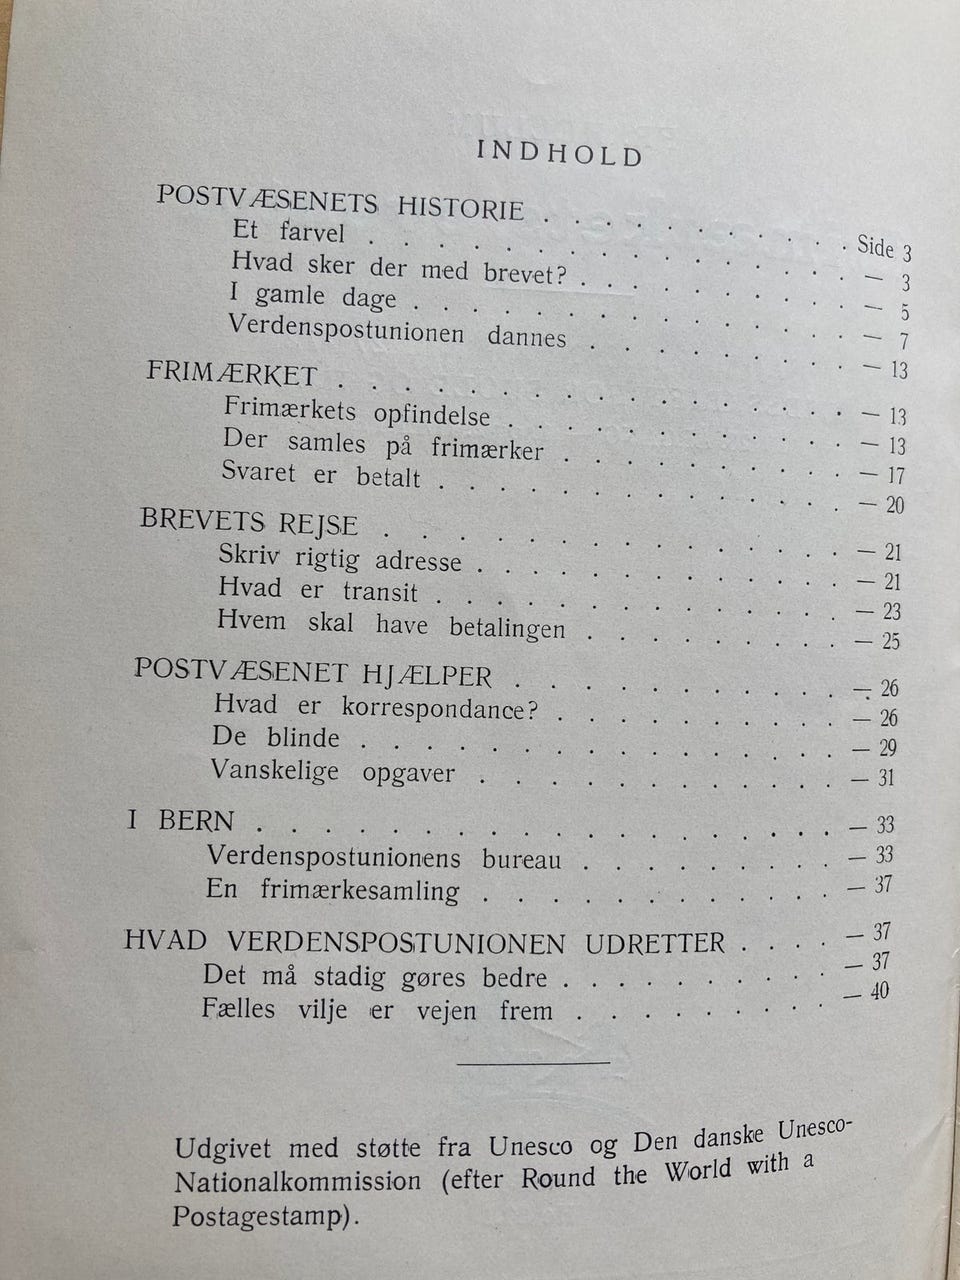 INDHOLD
POSTVÆSENETS HISTORIE . . . . . . . . . . Side 3
Et farvel . . . . . . . . . . . . . . — 3
Hvad sker der med brevet? . . . . . . . . . — 5
I gamle dage . . . . . . . . . . . . . — 7
Verdenspostunionen dannes . . . . . . . . . — 13
FRIMÆRKET . . . . . . . . . . . . . . . — 13
Frimærkets opfindelse . . . . . . . . . . . — 13
Der samles på frimærker . . . . . . . . . . — 17
Svaret er betalt . . . . . . . . . . . . — 20
BREVETS REJSE . . . . . . . . . . . . . — 21
Skriv rigtig adresse . . . . . . . . . . . — 21
Hvad er transit . . . . . . . . . . . . — 23
Hvem skal have betalingen . . . . . . . . . — 25
POSTVÆSENET HJÆLPER . . . . . . . . . . — 26
Hvad er korrespondance? . . . . . . . . . . — 26
De blinde . . . . . . . . . . . . . . — 29
Vanskelige opgaver . . . . . . . . . . . — 31
I BERN . . . . . . . . . . . . . . . . — 33
Verdenspostunionens bureau . . . . . . . . . — 33
En frimærkesamling . . . . . . . . . . . — 37
HVAD VERDENSPOSTUNIONEN UDRETTER . . . . — 37
Det må stadig gøres bedre . . . . . . . . . — 37
Fælles vilje er vejen frem . . . . . . . . . — 40
Udgivet med støtte fra Unesco og Den danske Unesco-
Nationalkommission (efter Round the World with a
Postagestamp).